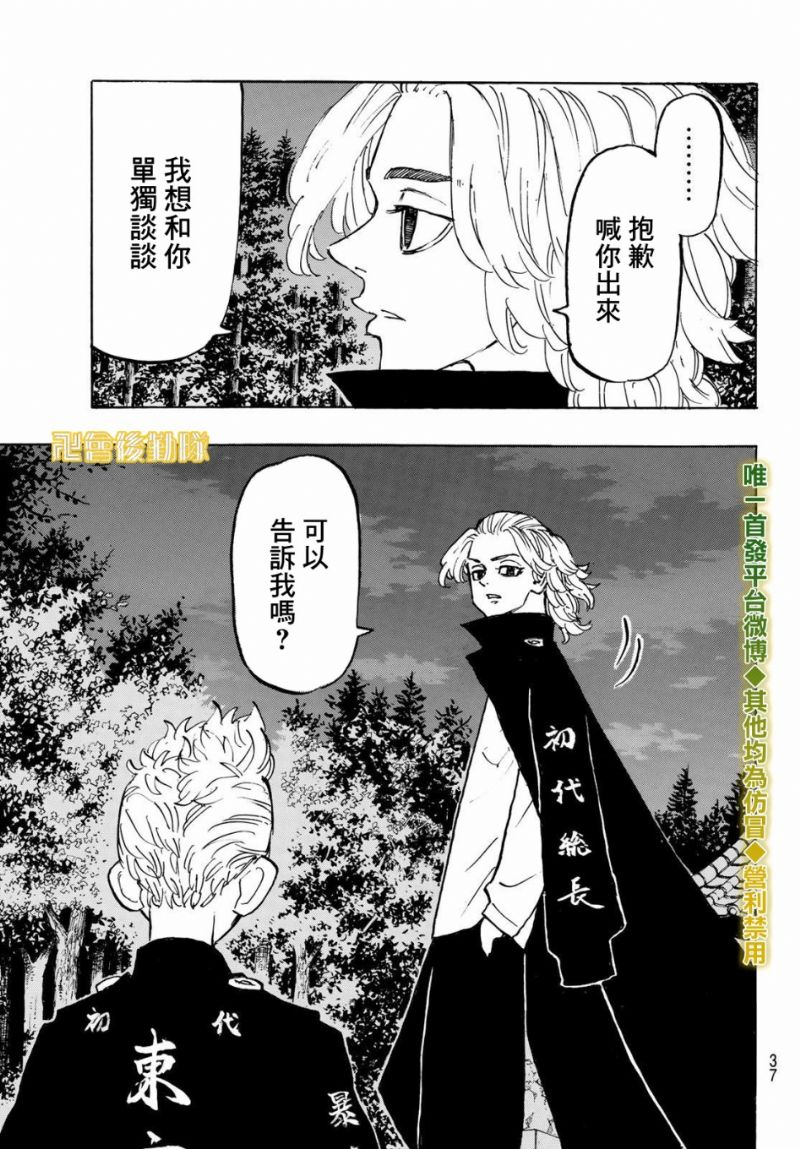 ………
抱歉
喊你出來
我想和你
單獨談談
卍會後勤隊
可以
告訴我嗎？
初代総長
初代
東
暴
唯一首發平台微博◆其他均為仿冒◆營利禁用
37